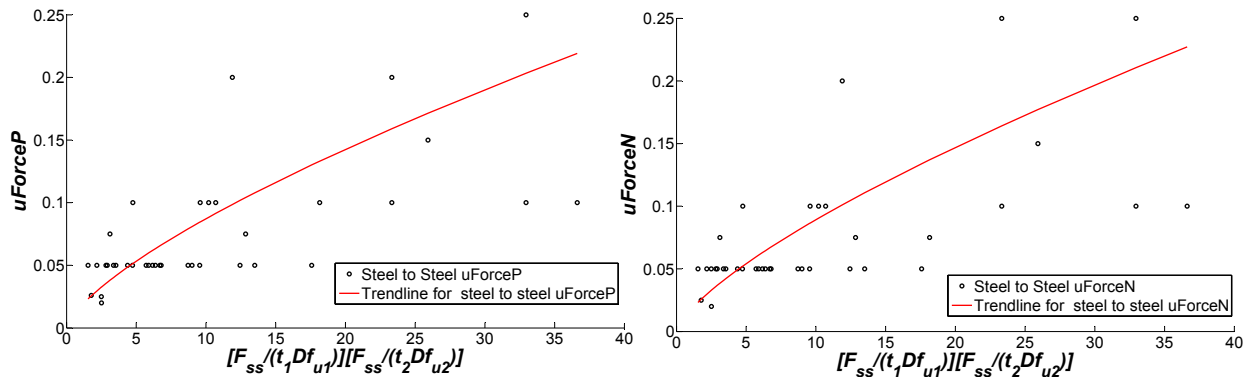 0.25
0.2
0.15
0.1
0.05
0
uForceP
0 5 10 15 20 25 30 35 40
[F_ss/(t_1Df_u1)][F_ss/(t_2Df_u2)]
Steel to Steel uForceP
Trendline for steel to steel uForceP
0.25
0.2
0.15
0.1
0.05
0
uForceN
0 5 10 15 20 25 30 35 40
[F_ss/(t_1Df_u1)][F_ss/(t_2Df_u2)]
Steel to Steel uForceN
Trendline for steel to steel uForceN